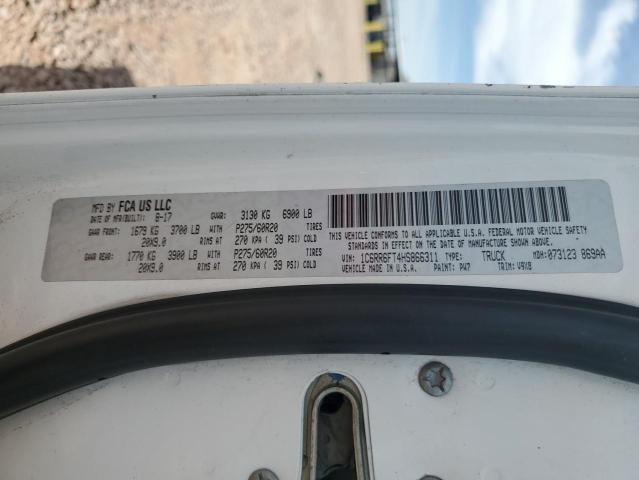 MFD BY FCA US LLC
DATE OF MFR(BUILT): 8-17 GVWR: 3130 KG 6900 LB
GAWR FRONT: 1679 KG 3700 LB WITH P275/60R20 TIRES
20X9.0 RIMS AT 270 KPA ( 39 PSI) COLD
GAWR REAR: 1770 KG 3900 LB WITH P275/60R20 TIRES
20X9.0 RIMS AT 270 KPA ( 39 PSI) COLD
THIS VEHICLE CONFORMS TO ALL APPLICABLE U.S.A. FEDERAL MOTOR VEHICLE SAFETY
STANDARDS IN EFFECT ON THE DATE OF MANUFACTURE SHOWN ABOVE.
VIN: 1C6RR6FT4HS866311 TYPE: TRUCK MDH: 073123 869AA
VEHICLE MADE IN U.S.A. PAINT: PW7 TRIM: V9X8